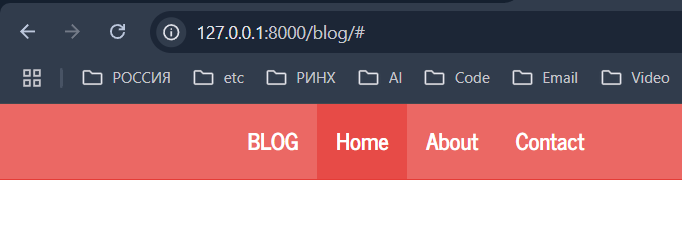 127.0.0.1:8000/blog/#
РОССИЯ etc РИНХ AI Code Email Video
BLOG Home About Contact